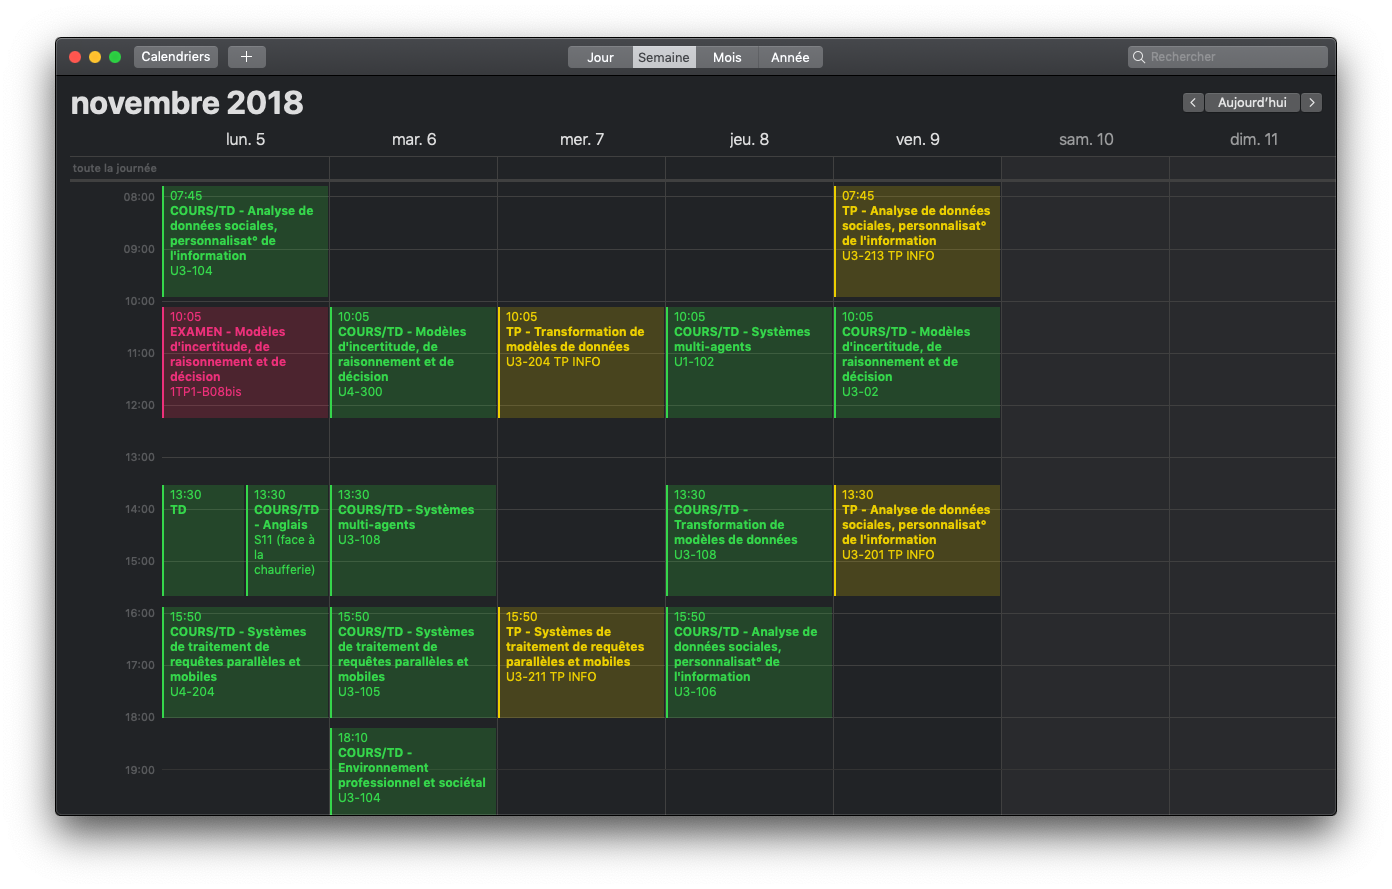 Calendriers
+
Jour
Semaine
Mois
Année
Rechercher
novembre 2018
<
Aujourd'hui
>
lun. 5
mar. 6
mer. 7
jeu. 8
ven. 9
sam. 10
dim. 11
toute la journée
08:00
09:00
10:00
11:00
12:00
13:00
14:00
15:00
16:00
17:00
18:00
19:00
07:45
COURS/TD - Analyse de
données sociales,
personnalisat° de
l'information
U3-104
10:05
EXAMEN - Modèles
d'incertitude, de
raisonnement et de
décision
1TP1-B08bis
13:30
TD
13:30
COURS/TD
- Anglais
S11 (face à
la
chaufferie)
15:50
COURS/TD - Systèmes
de traitement de
requêtes parallèles et
mobiles
U4-204
10:05
COURS/TD - Modèles
d'incertitude, de
raisonnement et de
décision
U4-300
13:30
COURS/TD - Systèmes
multi-agents
U3-108
15:50
COURS/TD - Systèmes
de traitement de
requêtes parallèles et
mobiles
U3-105
18:10
COURS/TD -
Environnement
professionnel et sociétal
U3-104
10:05
TP - Transformation de
modèles de données
U3-204 TP INFO
15:50
TP - Systèmes de
traitement de requêtes
parallèles et mobiles
U3-211 TP INFO
10:05
COURS/TD - Systèmes
multi-agents
U1-102
13:30
COURS/TD -
Transformation de
modèles de données
U3-108
15:50
COURS/TD - Analyse de
données sociales,
personnalisat° de
l'information
U3-106
07:45
TP - Analyse de données
sociales, personnalisat°
de l'information
U3-213 TP INFO
10:05
COURS/TD - Modèles
d'incertitude, de
raisonnement et de
décision
U3-02
13:30
TP - Analyse de données
sociales, personnalisat°
de l'information
U3-201 TP INFO